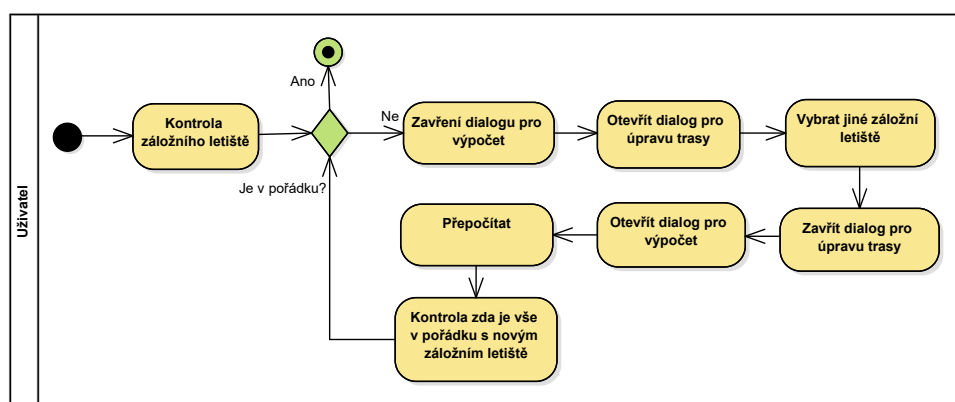 Uživatel
Ano
Kontrola
záložního letiště
Ne
Je v pořádku?
Zavření dialogu pro
výpočet
Otevřít dialog pro
úpravu trasy
Vybrat jiné záložní
letiště
Zavřít dialog pro
úpravu trasy
Otevřít dialog pro
výpočet
Přepočítat
Kontrola zda je vše
v pořádku s novým
záložním letiště